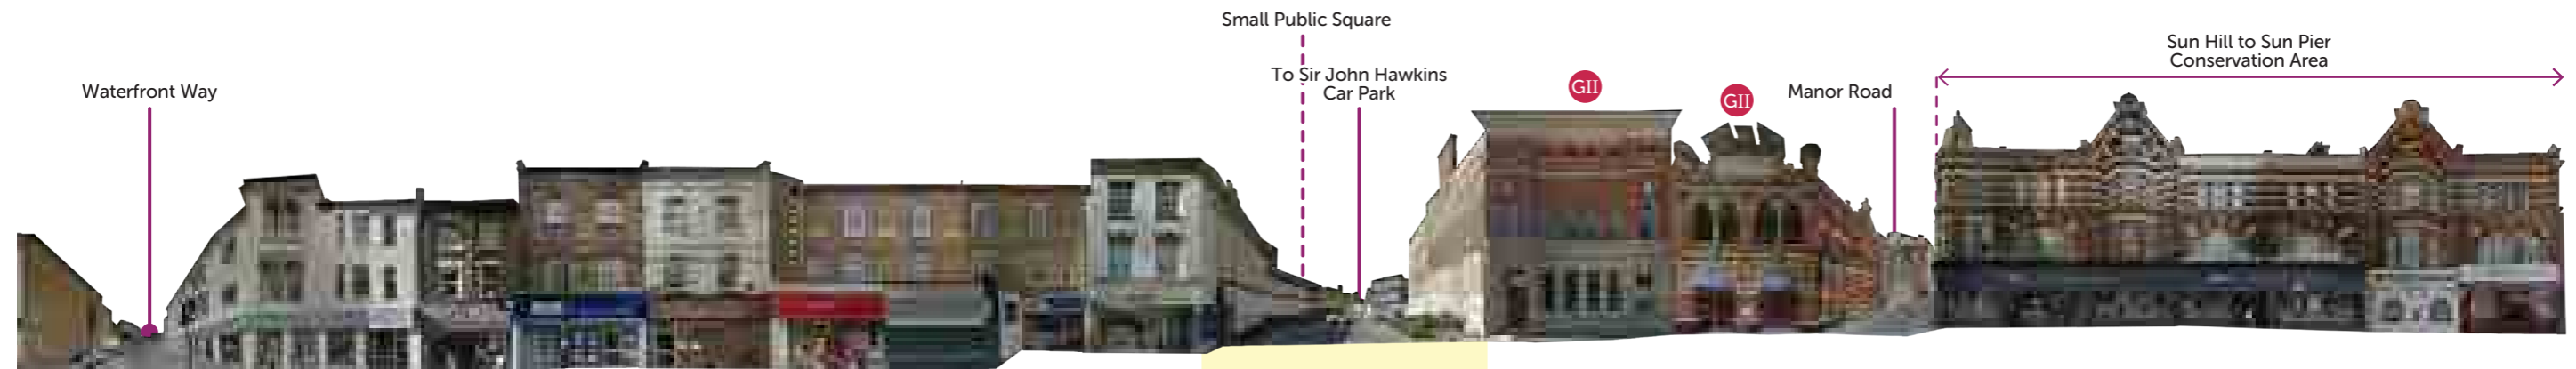 Small Public Square
Sun Hill to Sun Pier
Conservation Area
To Sir John Hawkins
Car Park
Waterfront Way
GII
GII
Manor Road